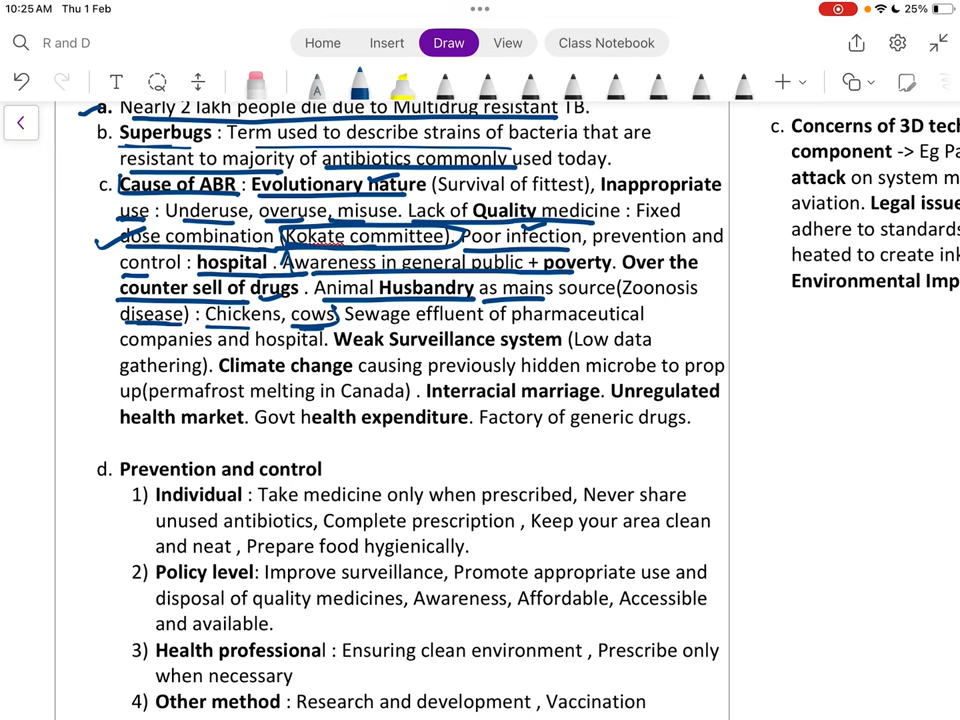 10:25 AM Thu 1 Feb
25%
R and D
Home Insert Draw View Class Notebook
T
A
a. Nearly 2 lakh people die due to Multidrug resistant TB.
b. Superbugs : Term used to describe strains of bacteria that are
resistant to majority of antibiotics commonly used today.
c. Cause of ABR : Evolutionary nature (Survival of fittest), Inappropriate
use : Underuse, overuse, misuse. Lack of Quality medicine : Fixed
dose combination (Kokate committee). Poor infection, prevention and
control : hospital . Awareness in general public + poverty. Over the
counter sell of drugs . Animal Husbandry as mains source(Zoonosis
disease) : Chickens, cows. Sewage effluent of pharmaceutical
companies and hospital. Weak Surveillance system (Low data
gathering). Climate change causing previously hidden microbe to prop
up(permafrost melting in Canada) . Interracial marriage. Unregulated
health market. Govt health expenditure. Factory of generic drugs.
d. Prevention and control
1) Individual : Take medicine only when prescribed, Never share
unused antibiotics, Complete prescription , Keep your area clean
and neat , Prepare food hygienically.
2) Policy level: Improve surveillance, Promote appropriate use and
disposal of quality medicines, Awareness, Affordable, Accessible
and available.
3) Health professional : Ensuring clean environment , Prescribe only
when necessary
4) Other method : Research and development , Vaccination
c. Concerns of 3D tech
component -> Eg Pa
attack on system m
aviation. Legal issue
adhere to standards
heated to create ink
Environmental Imp